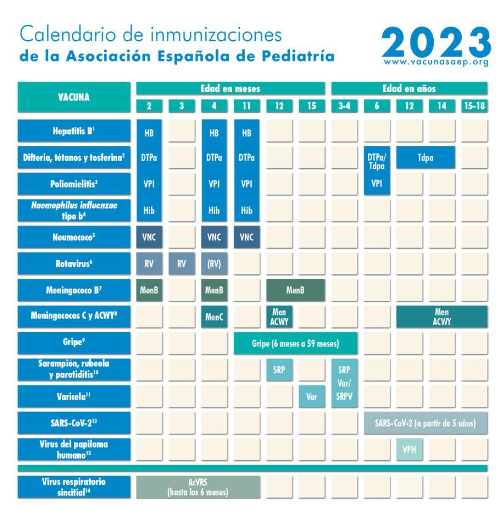 Calendario de inmunizaciones
de la Asociación Española de Pediatría
2023
www.vacunasaep.org
VACUNA
Edad en meses
Edad en años
2 3 4 11 12 15 3-4 6 12 14 15-18
Hepatitis B1
HB HB HB
Difteria, tétanos y tosferina2
DTPa DTPa DTPa DTPa/
Tdpa
Tdpa
Poliomielitis3
VPI VPI VPI VPI
Haemophilus influenzae
tipo b4
Hib Hib Hib
Neumococo5
VNC VNC VNC
Rotavirus6
RV RV (RV)
Meningococo B7
MenB MenB MenB
Meningococos C y ACWY8
MenC Men
ACWY
Men
ACWY
Gripe9
Gripe (6 meses a 59 meses)
Sarampión, rubeola
y parotiditis10
SRP SRP
Varicela11
Var Var/
SRPV
SARS-CoV-212
SARS-CoV-2 (a partir de 5 años)
Virus del papiloma
humano13
VPH
Virus respiratorio
sincitial14
AcVRS
(hasta los 6 meses)